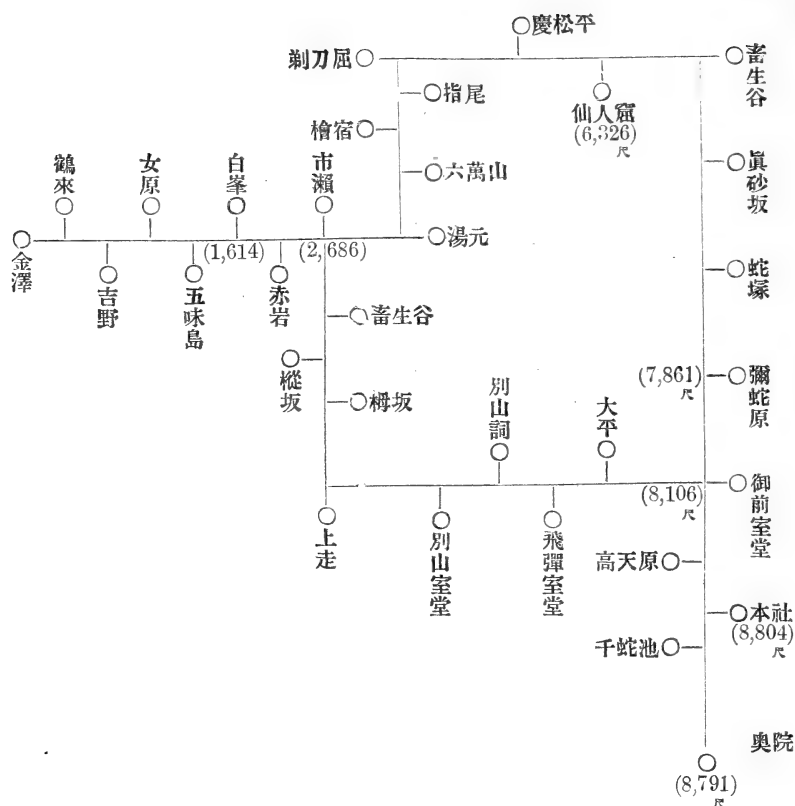 慶松平
剃刀屈
畜生谷
指尾
仙人窟
(6,326)
尺
檜宿
鶴來
女原
白峯
市瀨
六萬山
眞砂坂
湯元
(1,614)
(2,686)
金澤
吉野
五味島
赤岩
蛇塚
畜生谷
樅坂
栂坂
(7,861)
尺
彌蛇原
別山詞
大平
(8,106)
尺
御前室堂
上走
別山室堂
飛彈室堂
高天原
本社
(8,804)
尺
千蛇池
奥院
(8,791)
尺